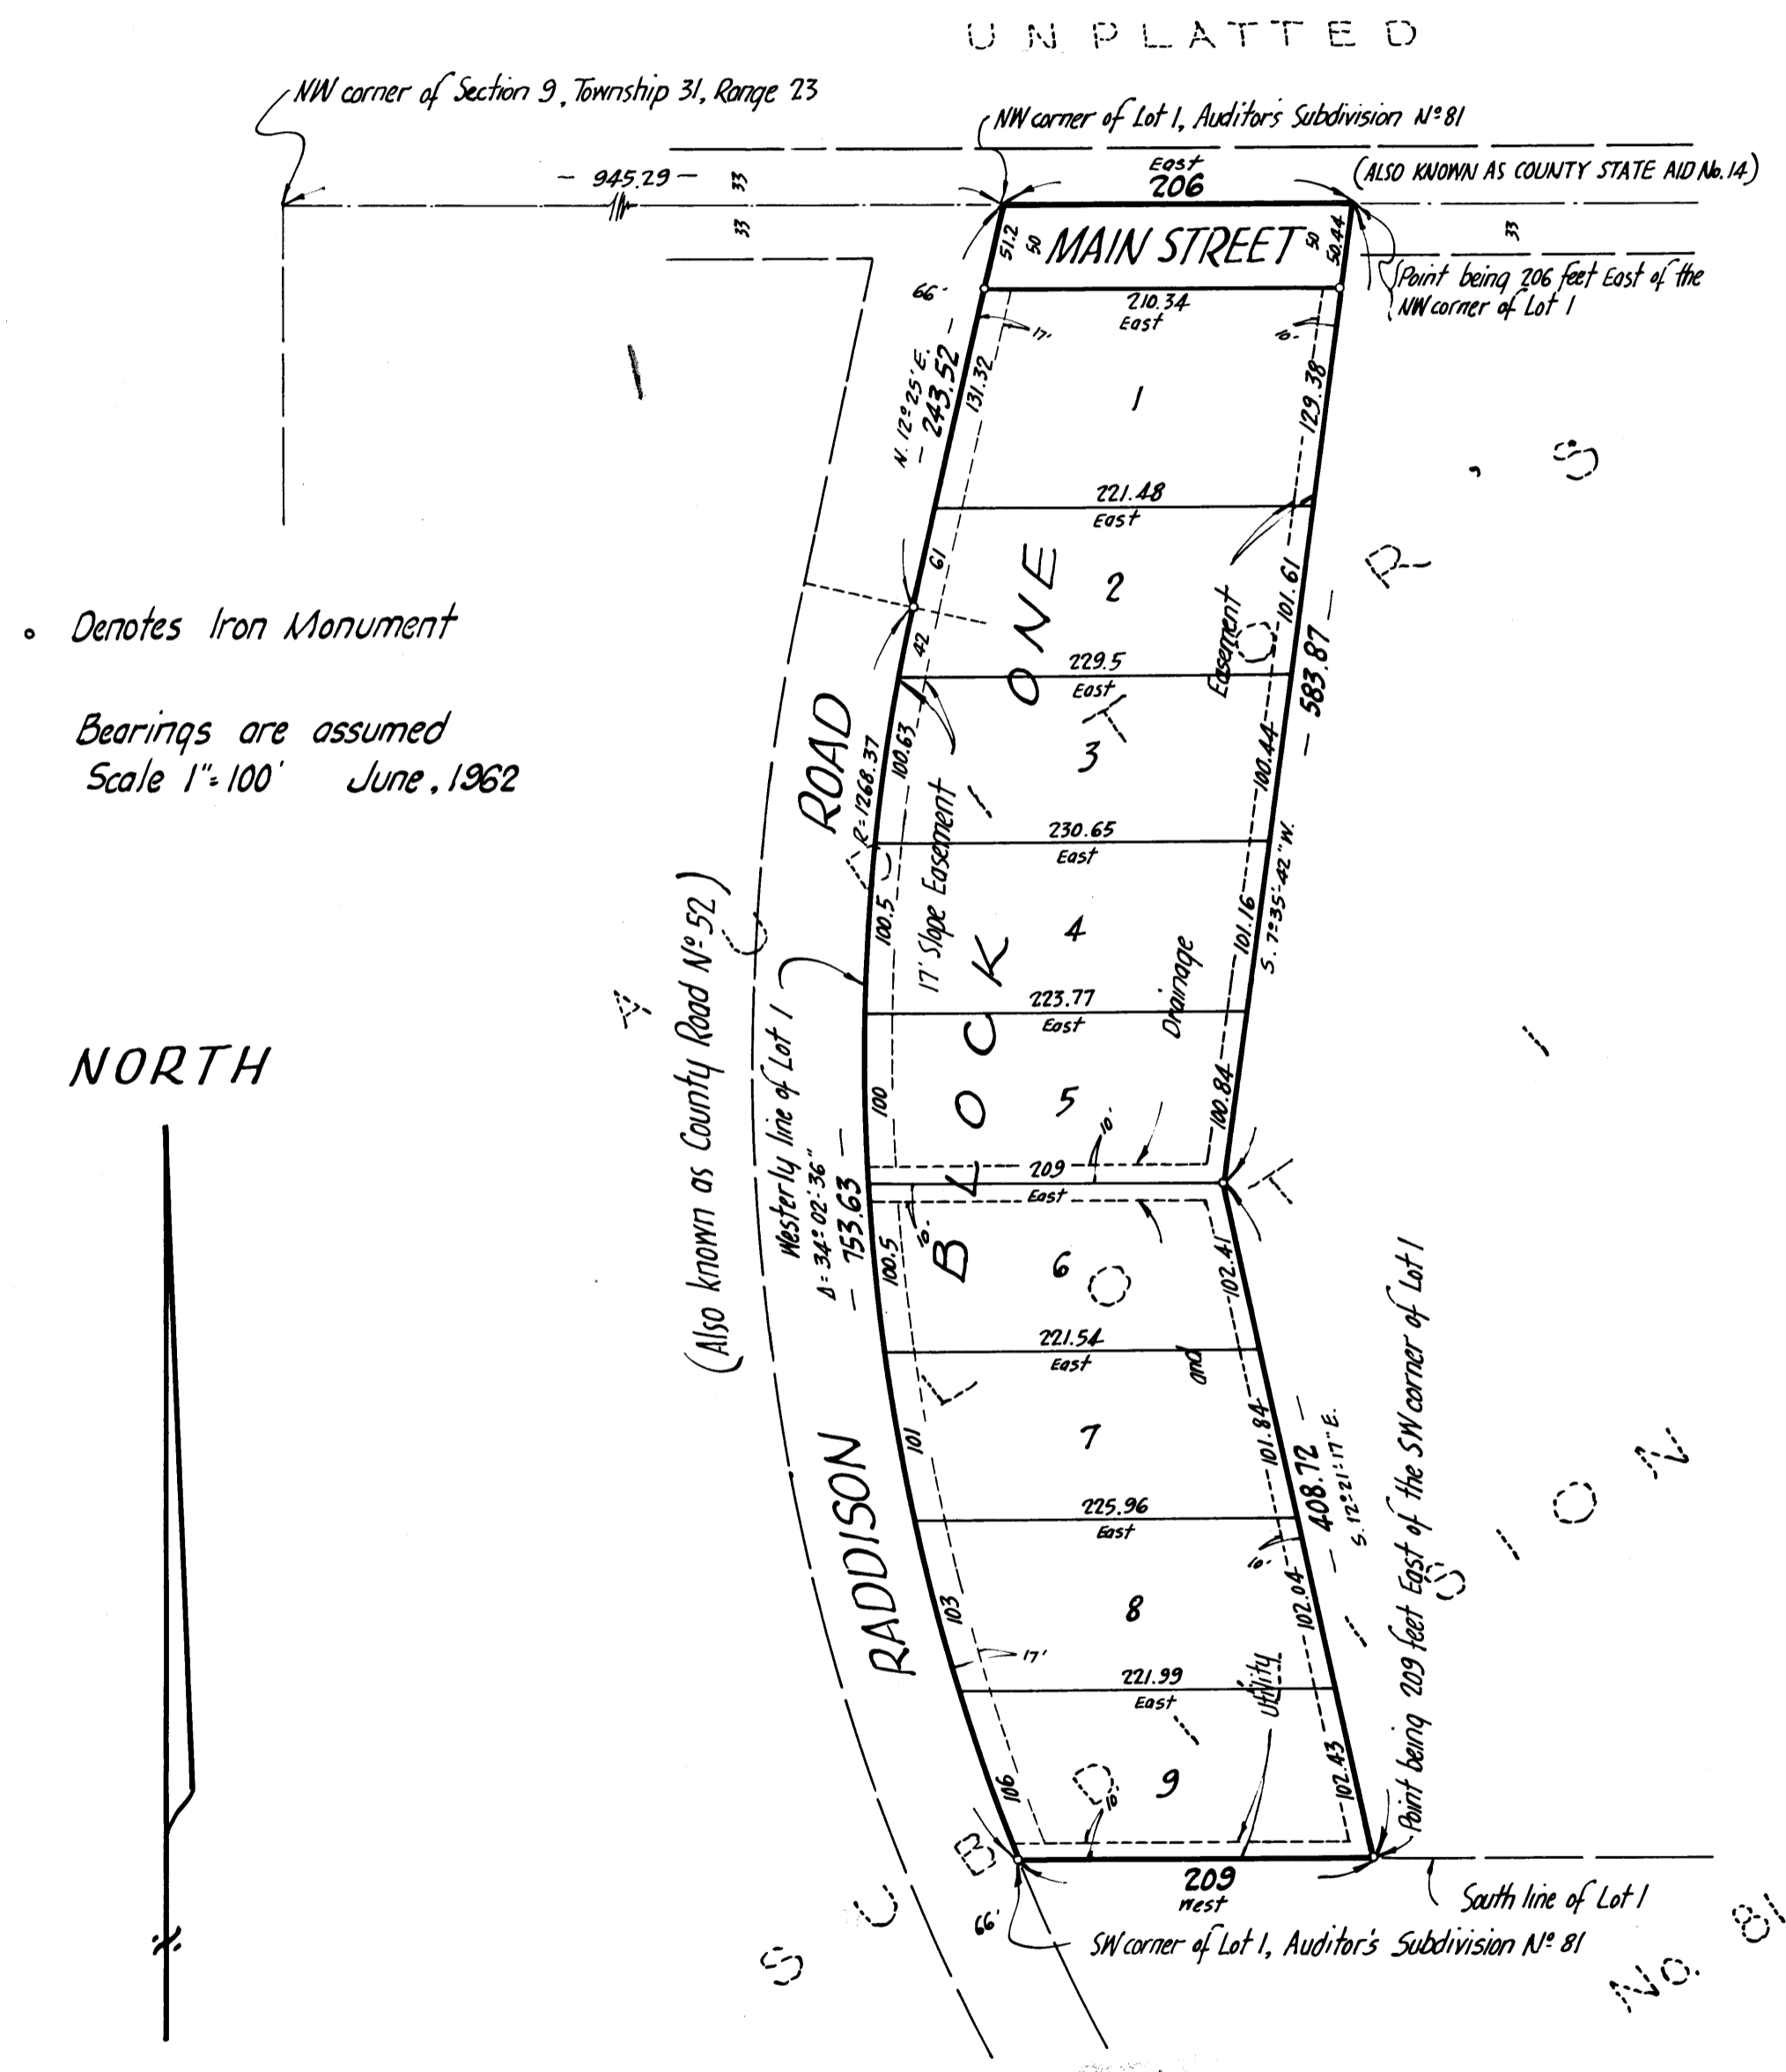 UNPLATTED
NW corner of Section 9, Township 31, Range 23
NW corner of Lot 1, Auditor's Subdivision Nº 81
East
206
(ALSO KNOWN AS COUNTY STATE AID No. 14)
- 945.29 -
33
33
33
51.2
50
MAIN STREET
50
50.44
Point being 206 feet East of the
NW corner of Lot 1
66'
210.34
East
17'
10'
N. 12º 25' E.
- 243.52 -
131.32
1
129.38
221.48
East
61
2
101.61
42
229.5
East
Easement
- 583.87 -
S. 7º 35' 42" W.
ROAD
R = 1268.37
100.63
3
100.44
17' Slope Easement
230.65
East
100.5
4
101.16
Drainage
223.77
East
100
5
100.84
10'
209
East
10'
BLOCK ONE
° Denotes Iron Monument
Bearings are assumed
Scale 1" = 100' June, 1962
NORTH
(Also known as County Road Nº 52)
Westerly line of Lot 1
Δ = 34º 02' 36"
- 753.63 -
100.5
6
102.41
221.54
East
and
101
7
101.84
- 408.72 -
S. 12º 21' 17" E.
225.96
East
10'
RADDISON
103
8
102.04
17'
221.99
East
Utility
106
9
102.43
10'
Point being 209 feet East of the SW corner of Lot 1
209
West
66'
South line of Lot 1
SW corner of Lot 1, Auditor's Subdivision Nº 81
AUDITOR'S
SUBDIVISION
LOT 1
No. 81